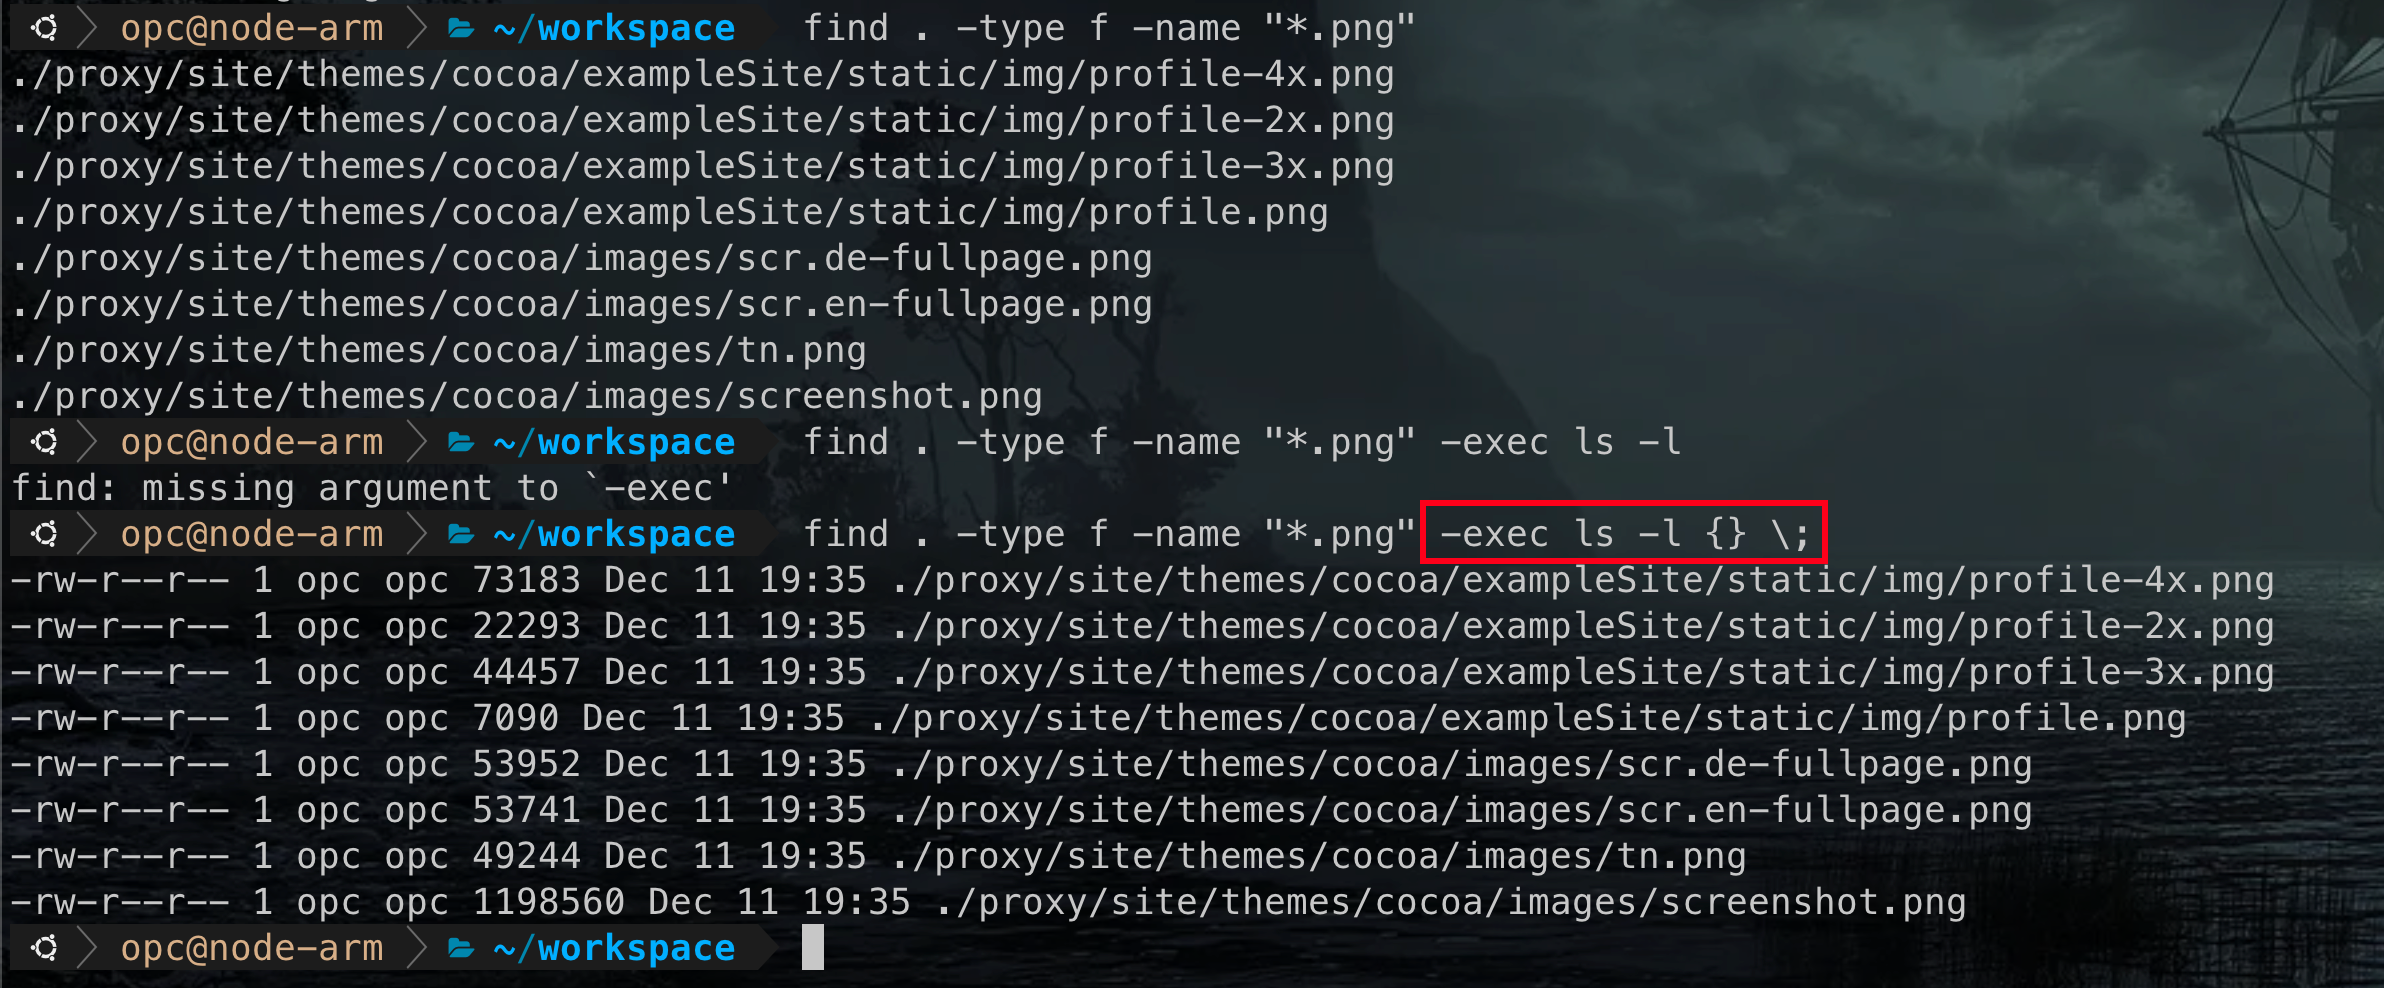 opc@node-arm ~/workspace find . -type f -name "*.png"
./proxy/site/themes/cocoa/exampleSite/static/img/profile-4x.png
./proxy/site/themes/cocoa/exampleSite/static/img/profile-2x.png
./proxy/site/themes/cocoa/exampleSite/static/img/profile-3x.png
./proxy/site/themes/cocoa/exampleSite/static/img/profile.png
./proxy/site/themes/cocoa/images/scr.de-fullpage.png
./proxy/site/themes/cocoa/images/scr.en-fullpage.png
./proxy/site/themes/cocoa/images/tn.png
./proxy/site/themes/cocoa/images/screenshot.png
opc@node-arm ~/workspace find . -type f -name "*.png" -exec ls -l
find: missing argument to `-exec'
opc@node-arm ~/workspace find . -type f -name "*.png" -exec ls -l {} \;
-rw-r--r-- 1 opc opc 73183 Dec 11 19:35 ./proxy/site/themes/cocoa/exampleSite/static/img/profile-4x.png
-rw-r--r-- 1 opc opc 22293 Dec 11 19:35 ./proxy/site/themes/cocoa/exampleSite/static/img/profile-2x.png
-rw-r--r-- 1 opc opc 44457 Dec 11 19:35 ./proxy/site/themes/cocoa/exampleSite/static/img/profile-3x.png
-rw-r--r-- 1 opc opc 7090 Dec 11 19:35 ./proxy/site/themes/cocoa/exampleSite/static/img/profile.png
-rw-r--r-- 1 opc opc 53952 Dec 11 19:35 ./proxy/site/themes/cocoa/images/scr.de-fullpage.png
-rw-r--r-- 1 opc opc 53741 Dec 11 19:35 ./proxy/site/themes/cocoa/images/scr.en-fullpage.png
-rw-r--r-- 1 opc opc 49244 Dec 11 19:35 ./proxy/site/themes/cocoa/images/tn.png
-rw-r--r-- 1 opc opc 1198560 Dec 11 19:35 ./proxy/site/themes/cocoa/images/screenshot.png
opc@node-arm ~/workspace